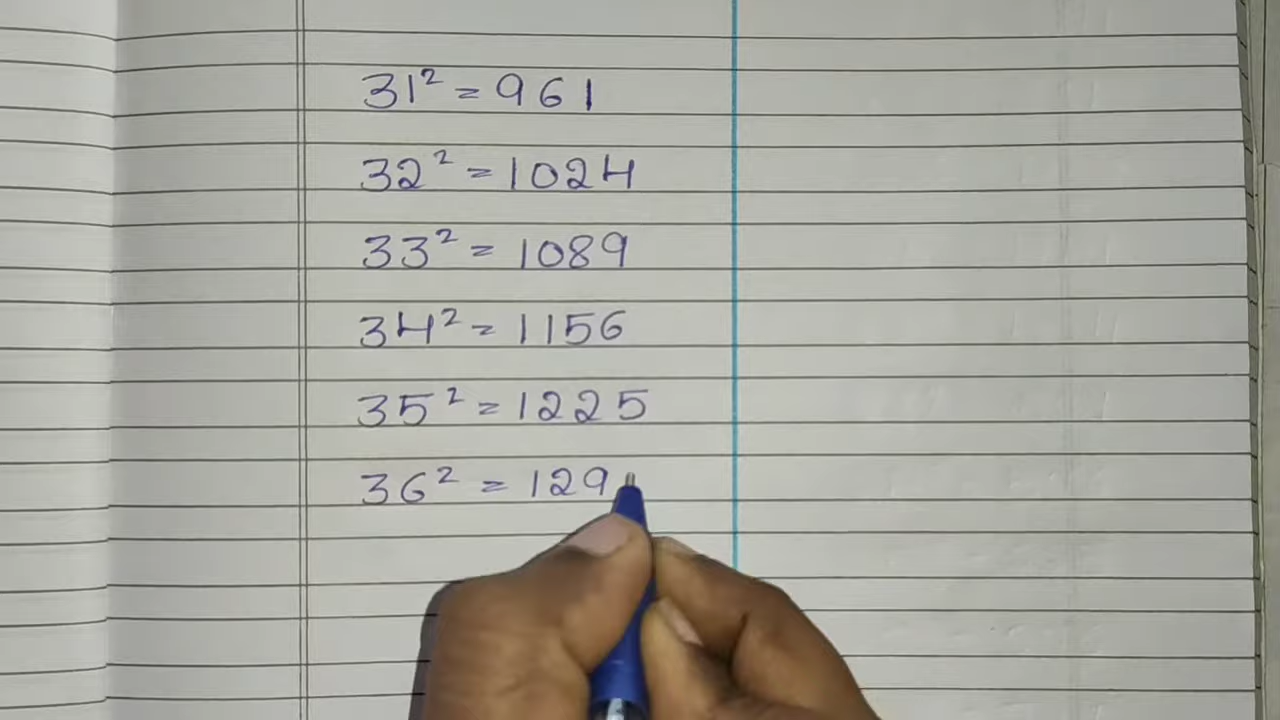 31² = 961
32² = 1024
33² = 1089
34² = 1156
35² = 1225
36² = 129